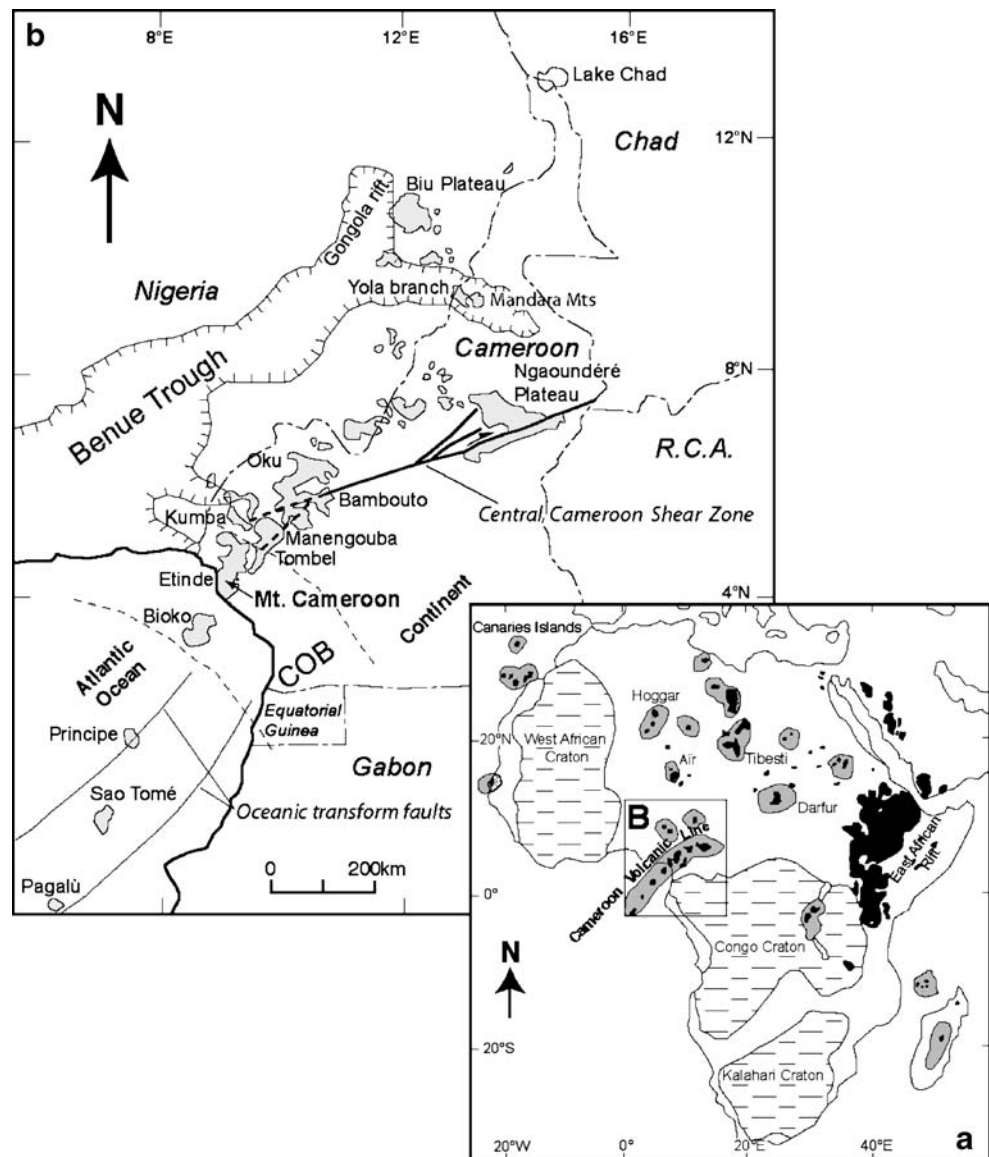 b
8°E
12°E
16°E
N
Lake Chad
Chad
12°N
Biu Plateau
Gongola rift
Nigeria
Yola branch
Mandara Mts
Cameroon
Ngaoundéré
Plateau
8°N
Benue Trough
R.C.A.
Oku
Bambouto
Central Cameroon Shear Zone
Kumba
Manengouba
Tombel
Etinde
Mt. Cameroon
4°N
Continent
Bioko
COB
Atlantic
Ocean
Equatorial
Guinea
Principe
Gabon
Sao Tomé
Oceanic transform faults
0
200km
Pagalù
Canaries Islands
Hoggar
20°N
West African
Craton
Aïr
Tibesti
Darfur
B
Cameroon Volcanic Line
East African
Rift
0°
Congo Craton
N
20°S
Kalahari Craton
20°W
0°
20°E
40°E
a